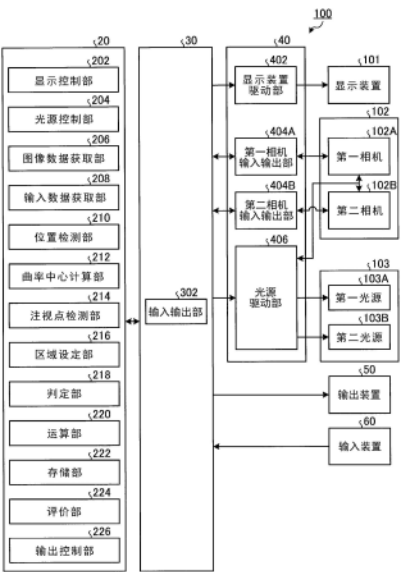 100
20
30
40
202
显示控制部
204
光源控制部
206
图像数据获取部
208
输入数据获取部
210
位置检测部
212
曲率中心计算部
214
注视点检测部
216
区域设定部
218
判定部
220
运算部
222
存储部
224
评价部
226
输出控制部
302
输入输出部
402
显示装置
驱动部
404A
第一相机
输入输出部
404B
第二相机
输入输出部
406
光源
驱动部
101
显示装置
102
102A
第一相机
102B
第二相机
103
103A
第一光源
103B
第二光源
50
输出装置
60
输入装置